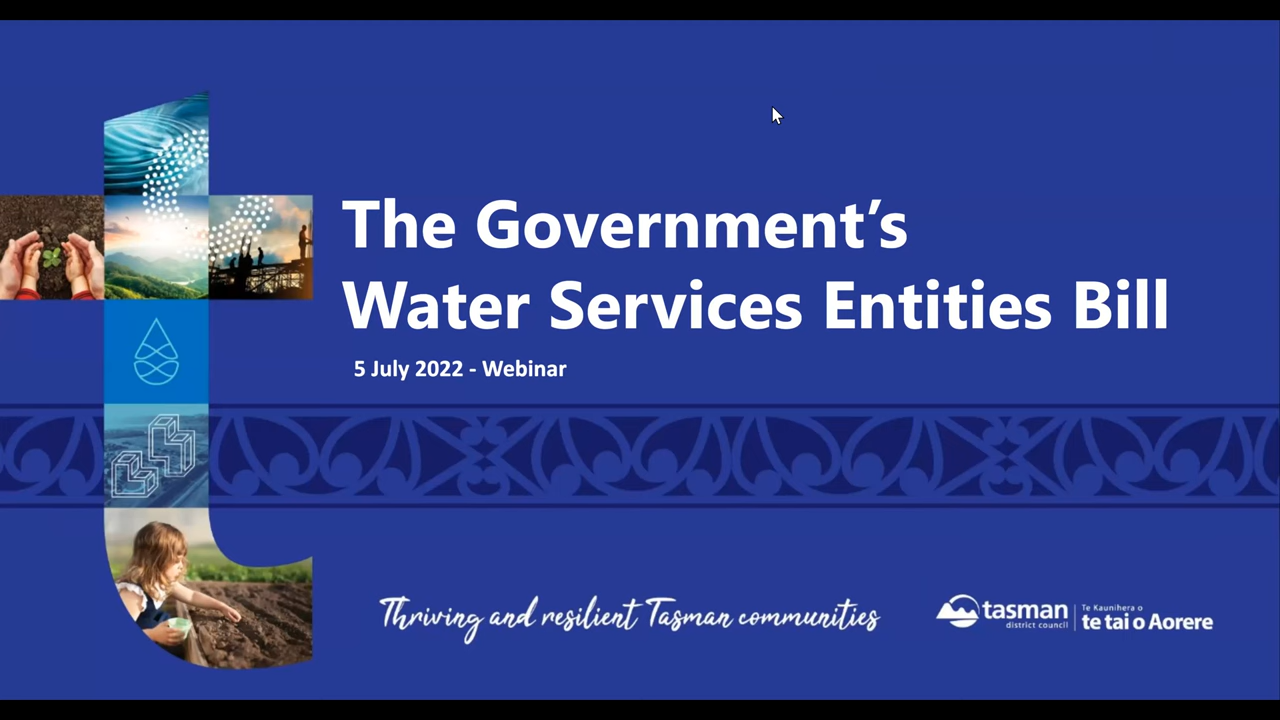 The Government’s
Water Services Entities Bill
5 July 2022 - Webinar
Thriving and resilient Tasman communities
tasman
district council
Te Kaunihera o
te tai o Aorere